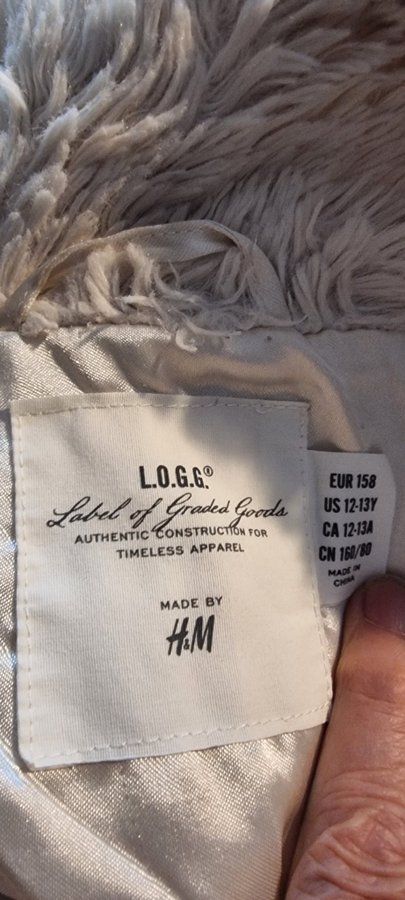 L.O.G.G.®
Label of Graded Goods
AUTHENTIC CONSTRUCTION FOR
TIMELESS APPAREL
MADE BY
H&M
EUR 158
US 12-13Y
CA 12-13A
CN 160/80
MADE IN
CHINA